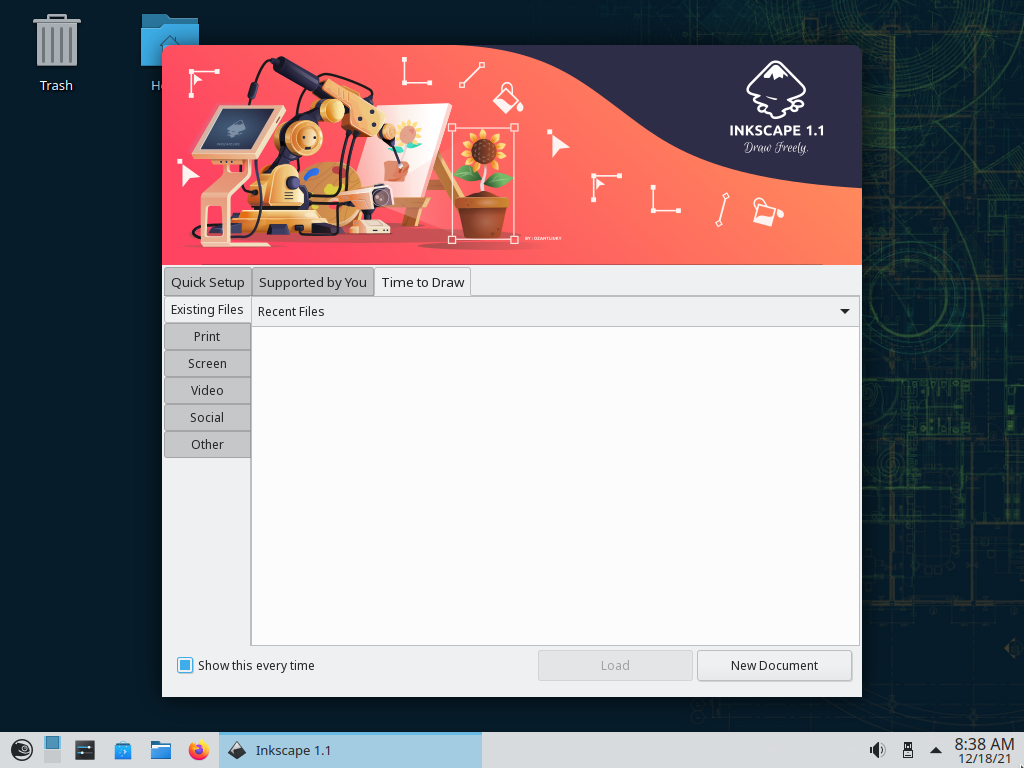 Trash
INKSCAPE 1.1
Draw Freely.
Quick Setup
Supported by You
Time to Draw
Existing Files
Recent Files
Print
Screen
Video
Social
Other
Show this every time
Load
New Document
Inkscape 1.1
8:38 AM
12/18/21